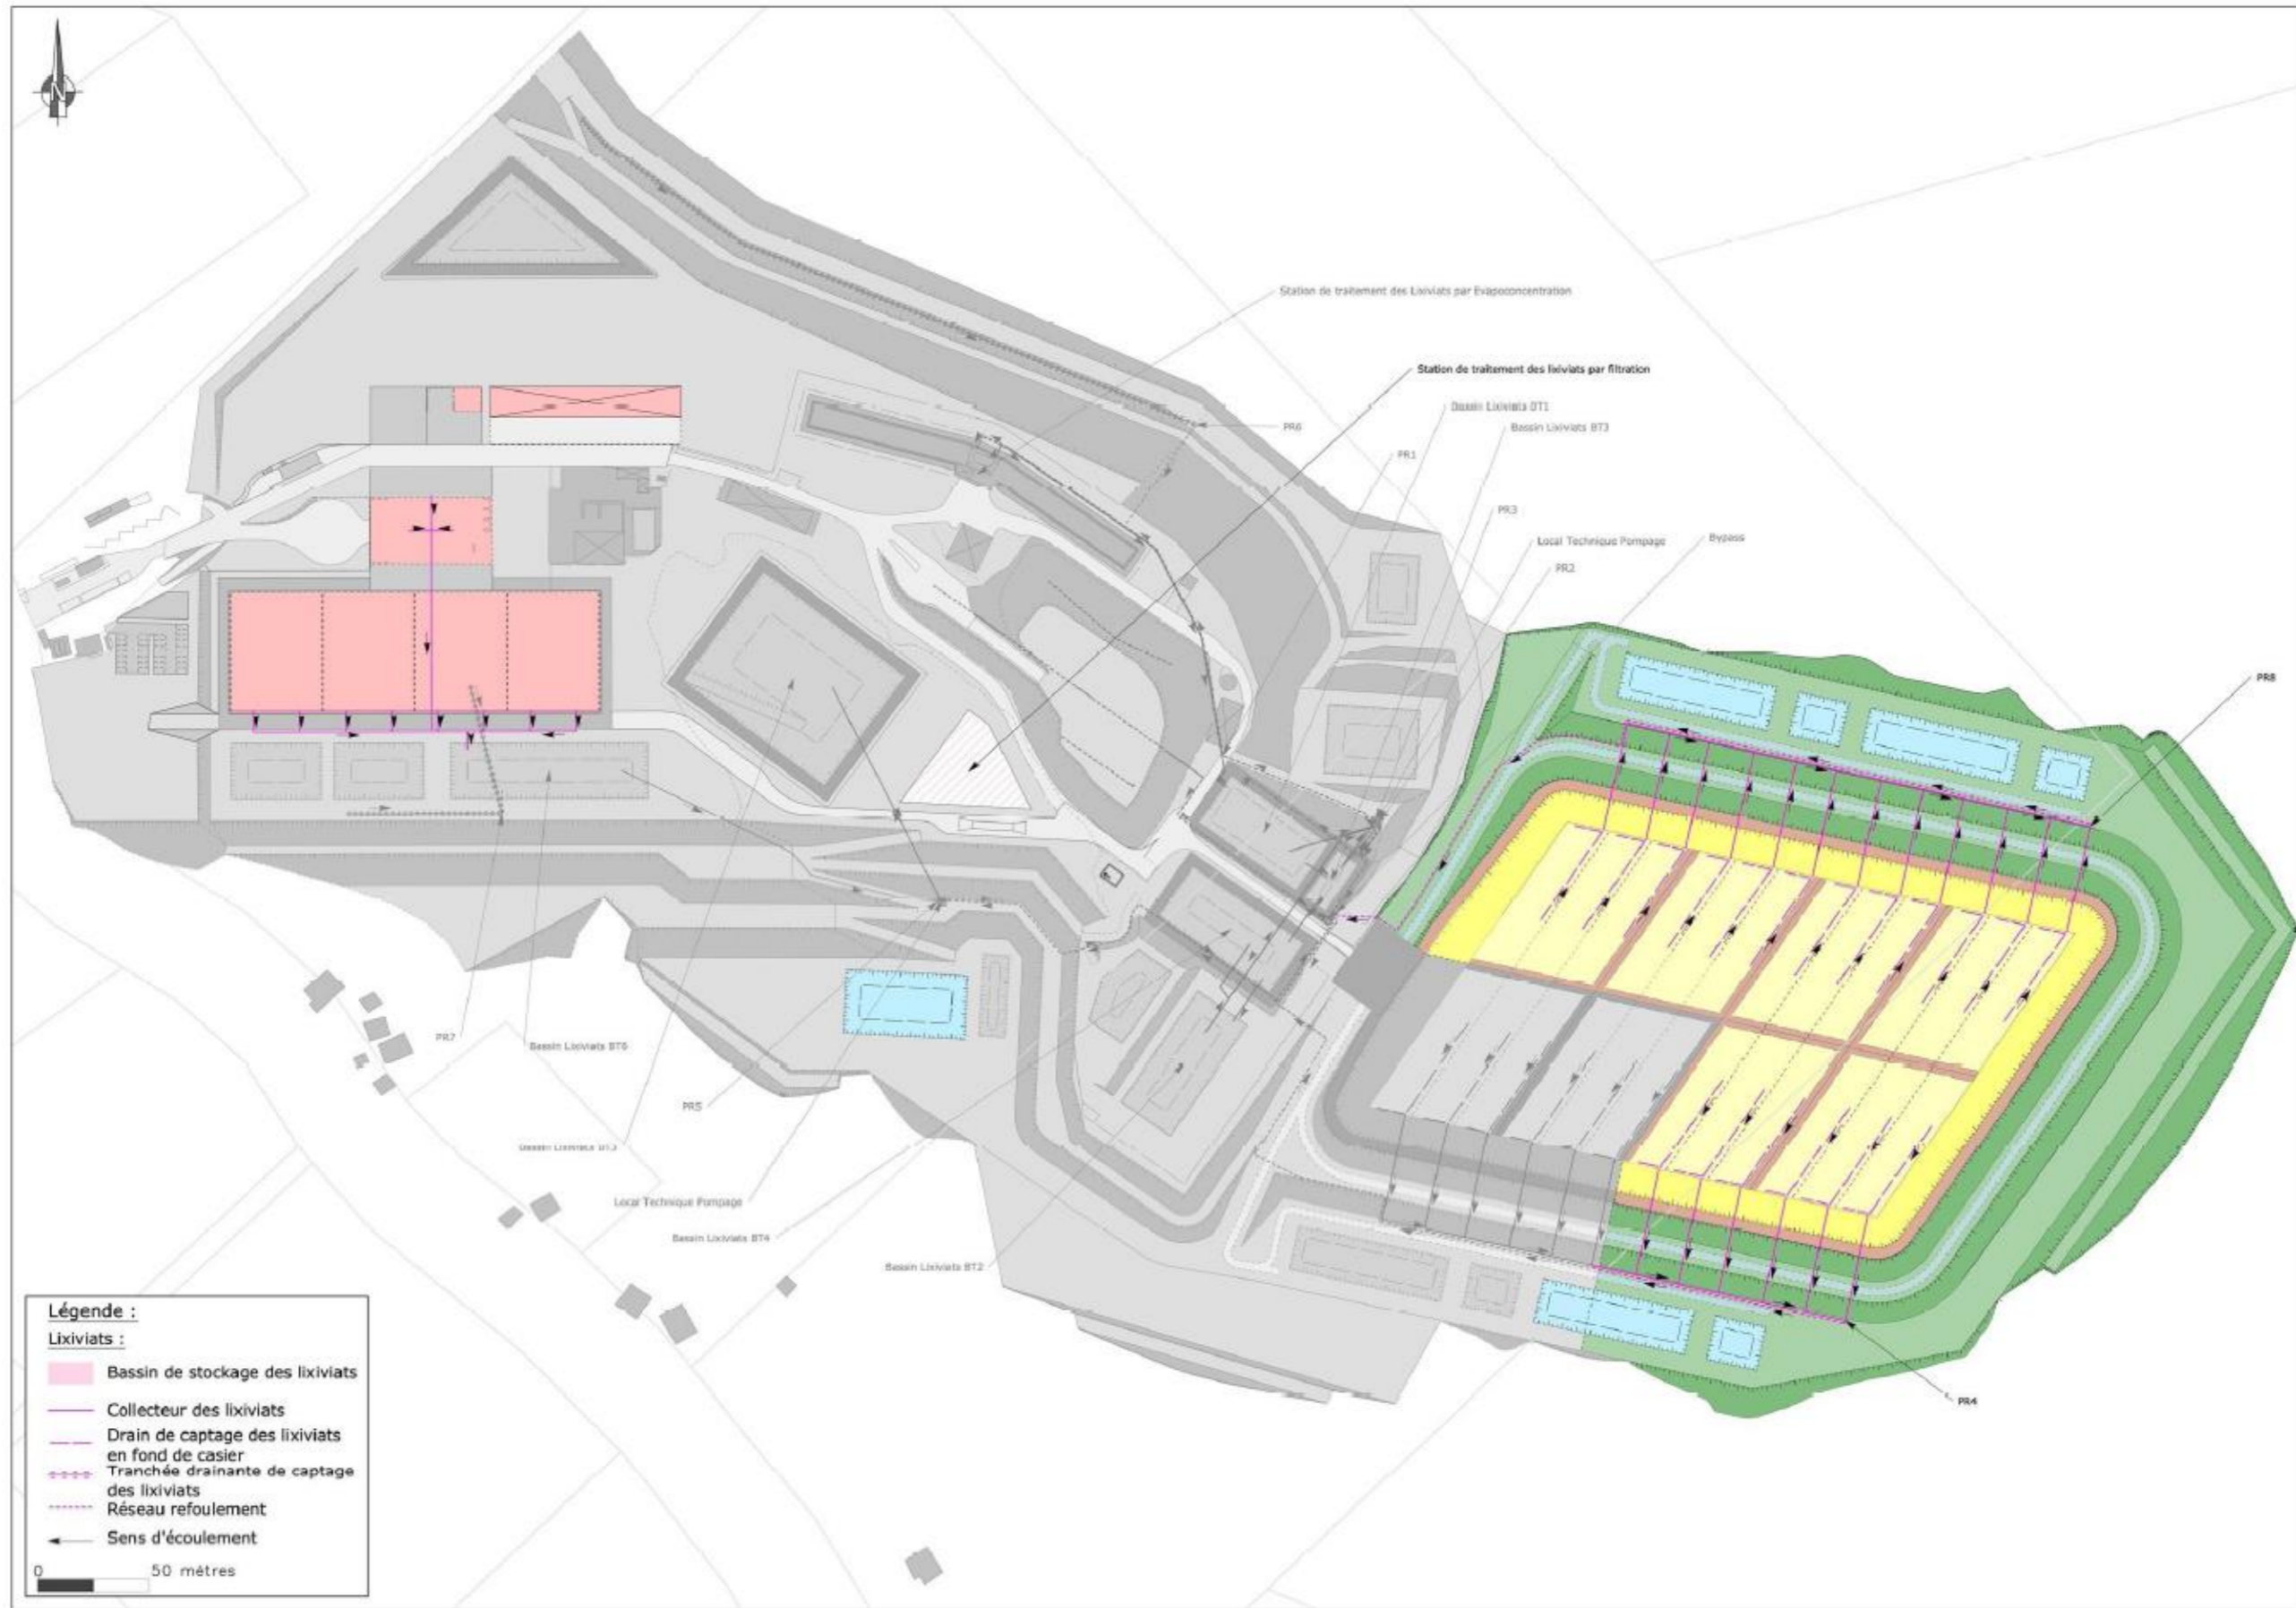 N
Station de traitement des Lixiviats par Evapoconcentration
Station de traitement des lixiviats par filtration
Bassin Lixiviats BT1
Bassin Lixiviats BT3
PR6
PR1
PR3
Local Technique Pompage
Bypass
PR2
PR8
PR7
Bassin Lixiviats BT6
PR5
Bassin Lixiviats
Local Technique Pompage
Bassin Lixiviats BT4
Bassin Lixiviats BT2
PR4
Légende :
Lixiviats :
Bassin de stockage des lixiviats
Collecteur des lixiviats
Drain de captage des lixiviats
en fond de casier
Tranchée drainante de captage
des lixiviats
Réseau refoulement
Sens d'écoulement
0 50 mètres